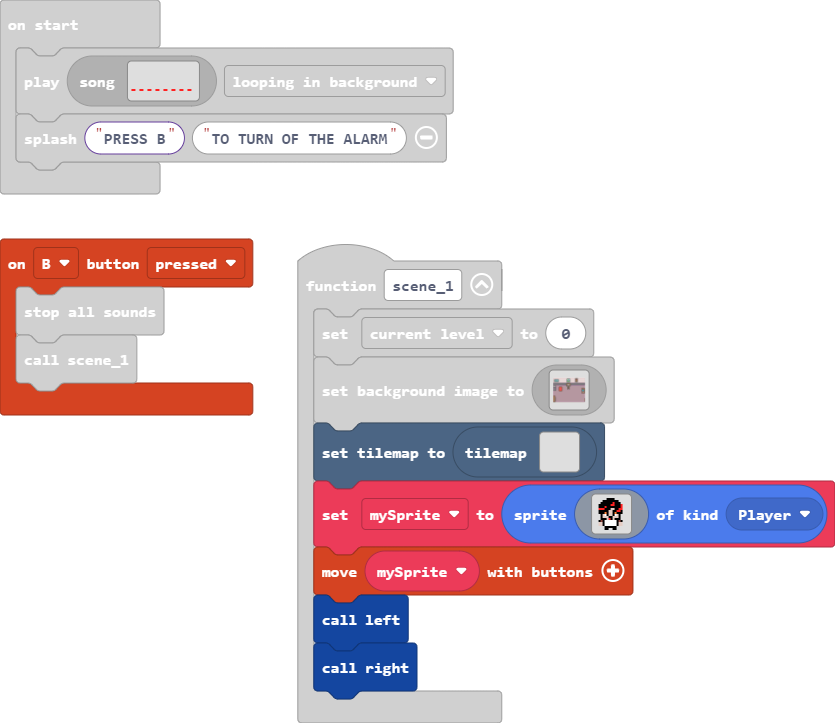 on start
play song looping in background
splash "PRESS B" "TO TURN OF THE ALARM"
on B button pressed
stop all sounds
call scene_1
function scene_1
set current level to 0
set background image to
set tilemap to tilemap
set mySprite to sprite of kind Player
move mySprite with buttons
call left
call right